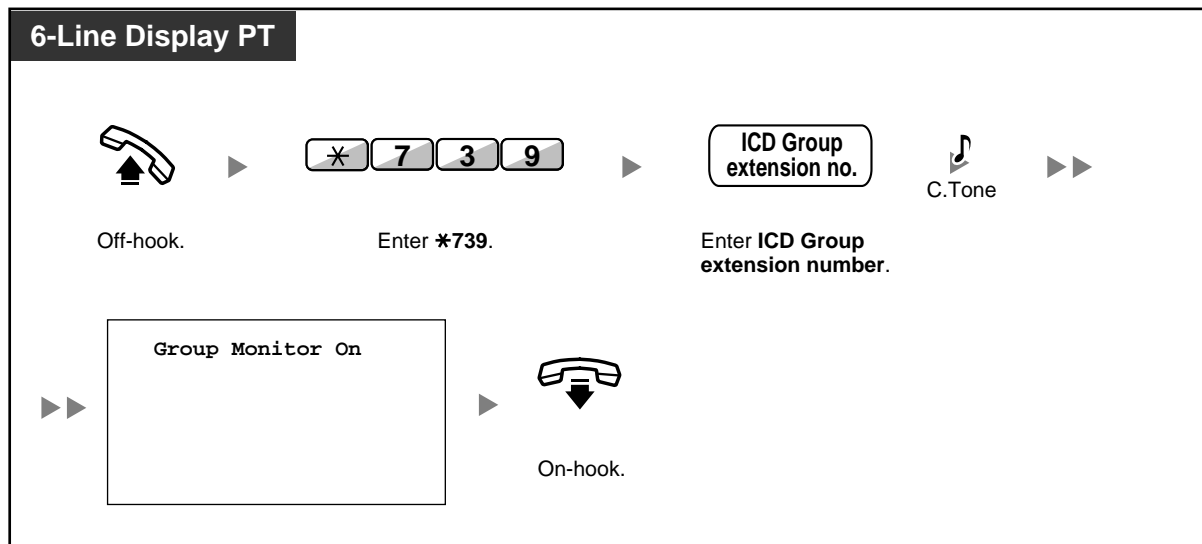 6-Line Display PT
* 7 3 9
ICD Group
extension no.
C.Tone
Off-hook.
Enter *739.
Enter ICD Group
extension number.
Group Monitor On
On-hook.